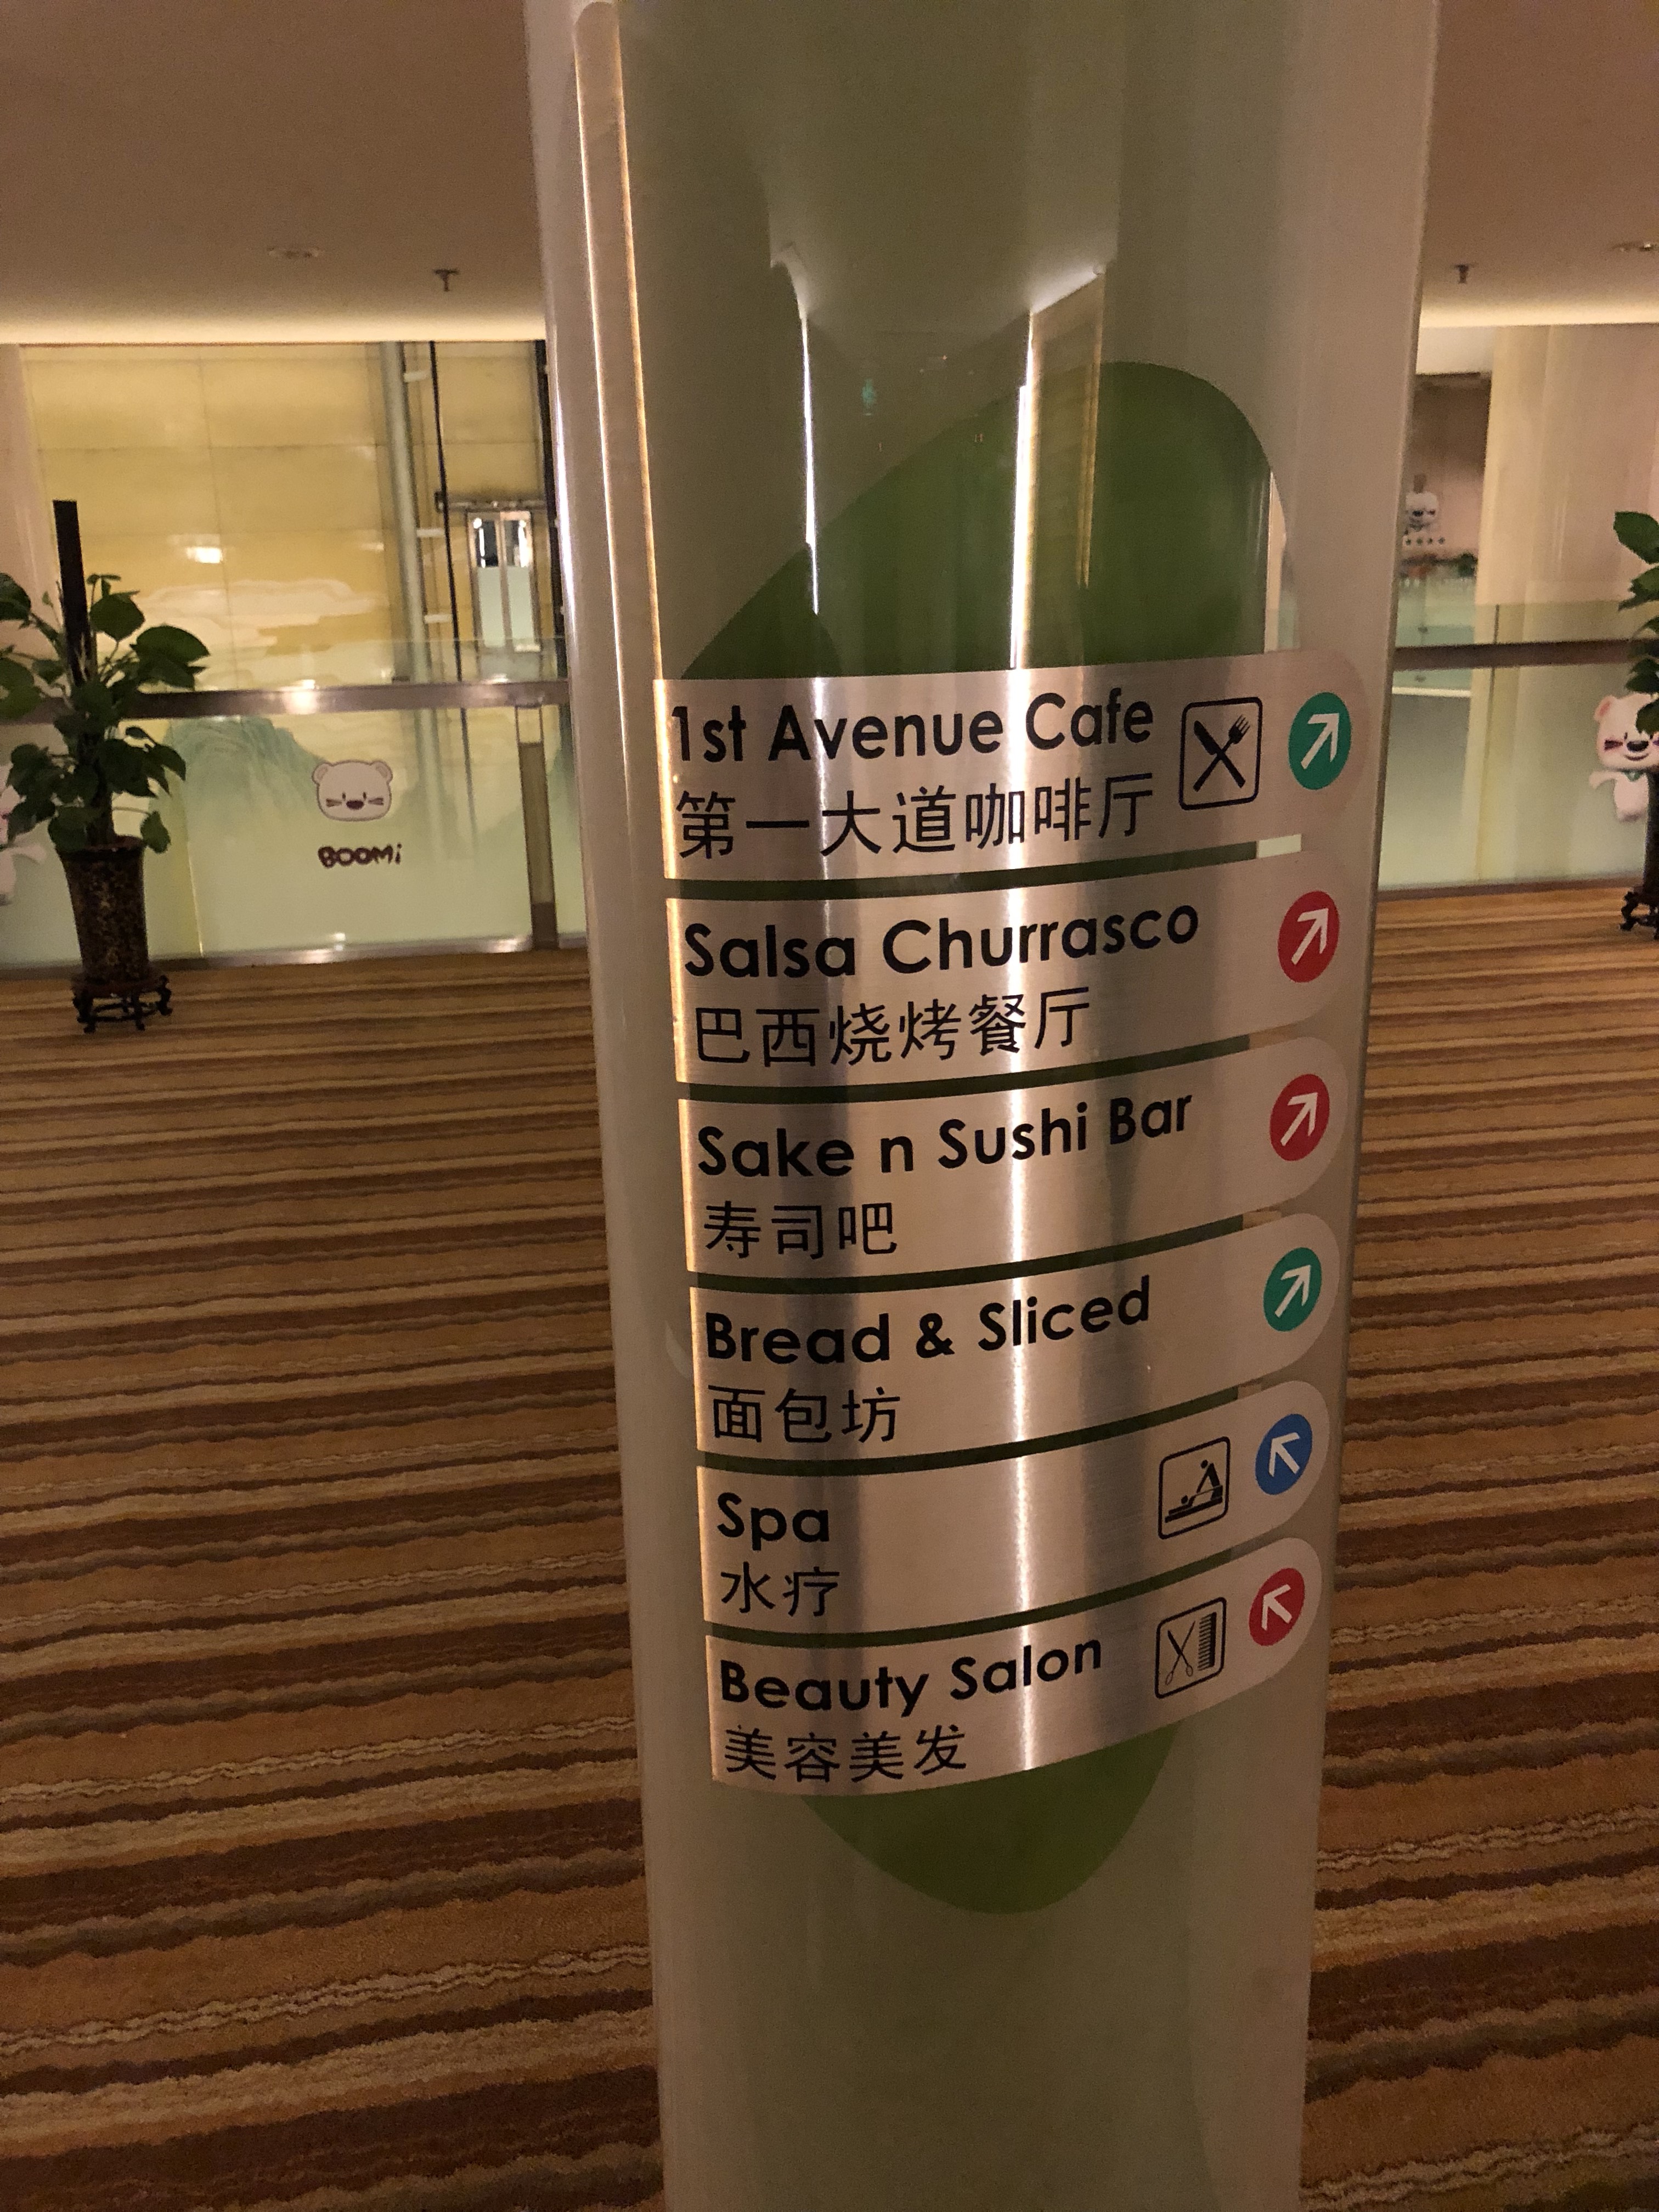 1st Avenue Cafe
第一大道咖啡厅
Salsa Churrasco
巴西烧烤餐厅
Sake n Sushi Bar
寿司吧
Bread & Sliced
面包坊
Spa
水疗
Beauty Salon
美容美发
BOOMi